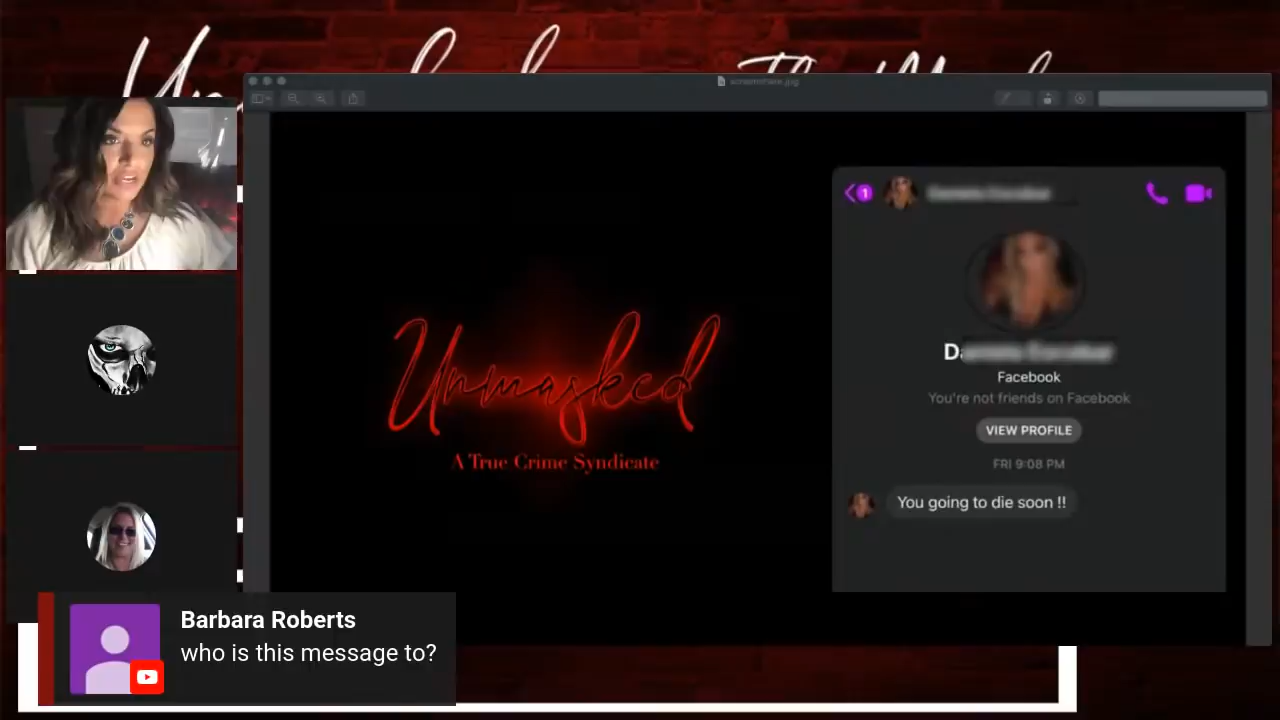 1
Facebook
You're not friends on Facebook
VIEW PROFILE
FRI 9:08 PM
You going to die soon !!
Unmasked
A True Crime Syndicate
Barbara Roberts
who is this message to?